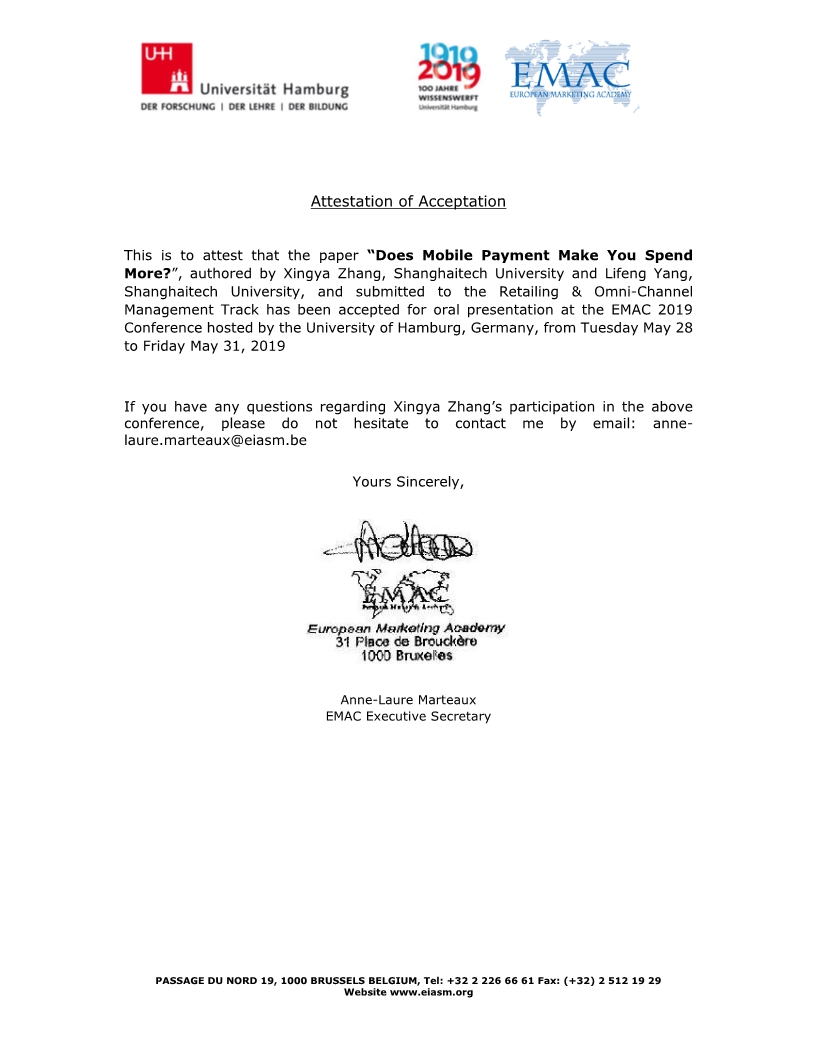 UHH
Universität Hamburg
DER FORSCHUNG | DER LEHRE | DER BILDUNG
1919
2019
100 JAHRE
WISSENSWERFT
Universität Hamburg
EMAC
EUROPEAN MARKETING ACADEMY
Attestation of Acceptation
This is to attest that the paper “Does Mobile Payment Make You Spend
More?”, authored by Xingya Zhang, Shanghaitech University and Lifeng Yang,
Shanghaitech University, and submitted to the Retailing & Omni-Channel
Management Track has been accepted for oral presentation at the EMAC 2019
Conference hosted by the University of Hamburg, Germany, from Tuesday May 28
to Friday May 31, 2019
If you have any questions regarding Xingya Zhang’s participation in the above
conference, please do not hesitate to contact me by email: anne-
laure.marteaux@eiasm.be
Yours Sincerely,
EMAC
European Marketing Academy
31 Place de Brouckère
1000 Bruxelles
Anne-Laure Marteaux
EMAC Executive Secretary
PASSAGE DU NORD 19, 1000 BRUSSELS BELGIUM, Tel: +32 2 226 66 61 Fax: (+32) 2 512 19 29
Website www.eiasm.org